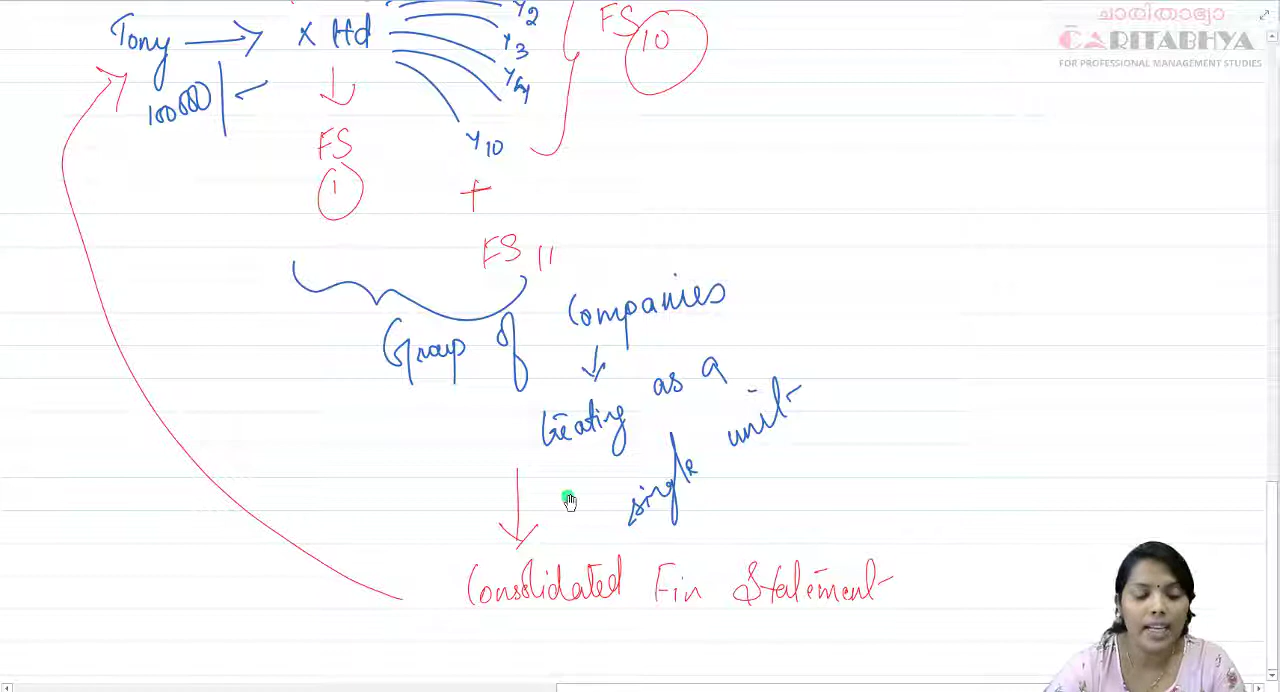 ചാരിതാഭ്യാ
CARITABHYA
FOR PROFESSIONAL MANAGEMENT STUDIES
Y2
Tony → X Ltd Y3 FS 10
Y4
100000
FS Y10
1 +
FS 11
Group of Companies
treating as a
single unit
Consolidated Fin Statement